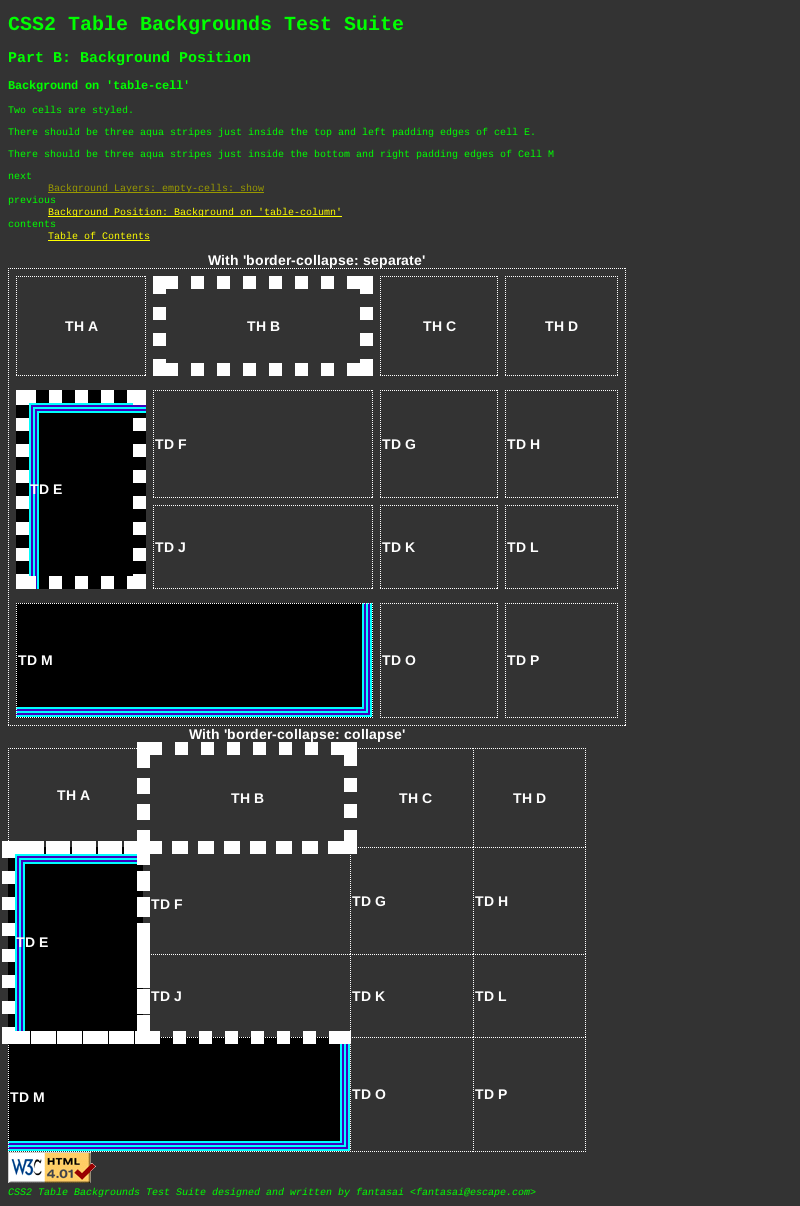 CSS2 Table Backgrounds Test Suite
Part B: Background Position
Background on 'table-cell'
Two cells are styled.
There should be three aqua stripes just inside the top and left padding edges of cell E.
There should be three aqua stripes just inside the bottom and right padding edges of Cell M
next
Background Layers: empty-cells: show
previous
Background Position: Background on 'table-column'
contents
Table of Contents
With 'border-collapse: separate'
TH A TH B TH C TH D
TD F TD G TD H
TD E
TD J TD K TD L
TD M TD O TD P
With 'border-collapse: collapse'
TH A TH B TH C TH D
TD F TD G TD H
TD E
TD J TD K TD L
TD M TD O TD P
W3C HTML 4.01
CSS2 Table Backgrounds Test Suite designed and written by fantasai <fantasai@escape.com>